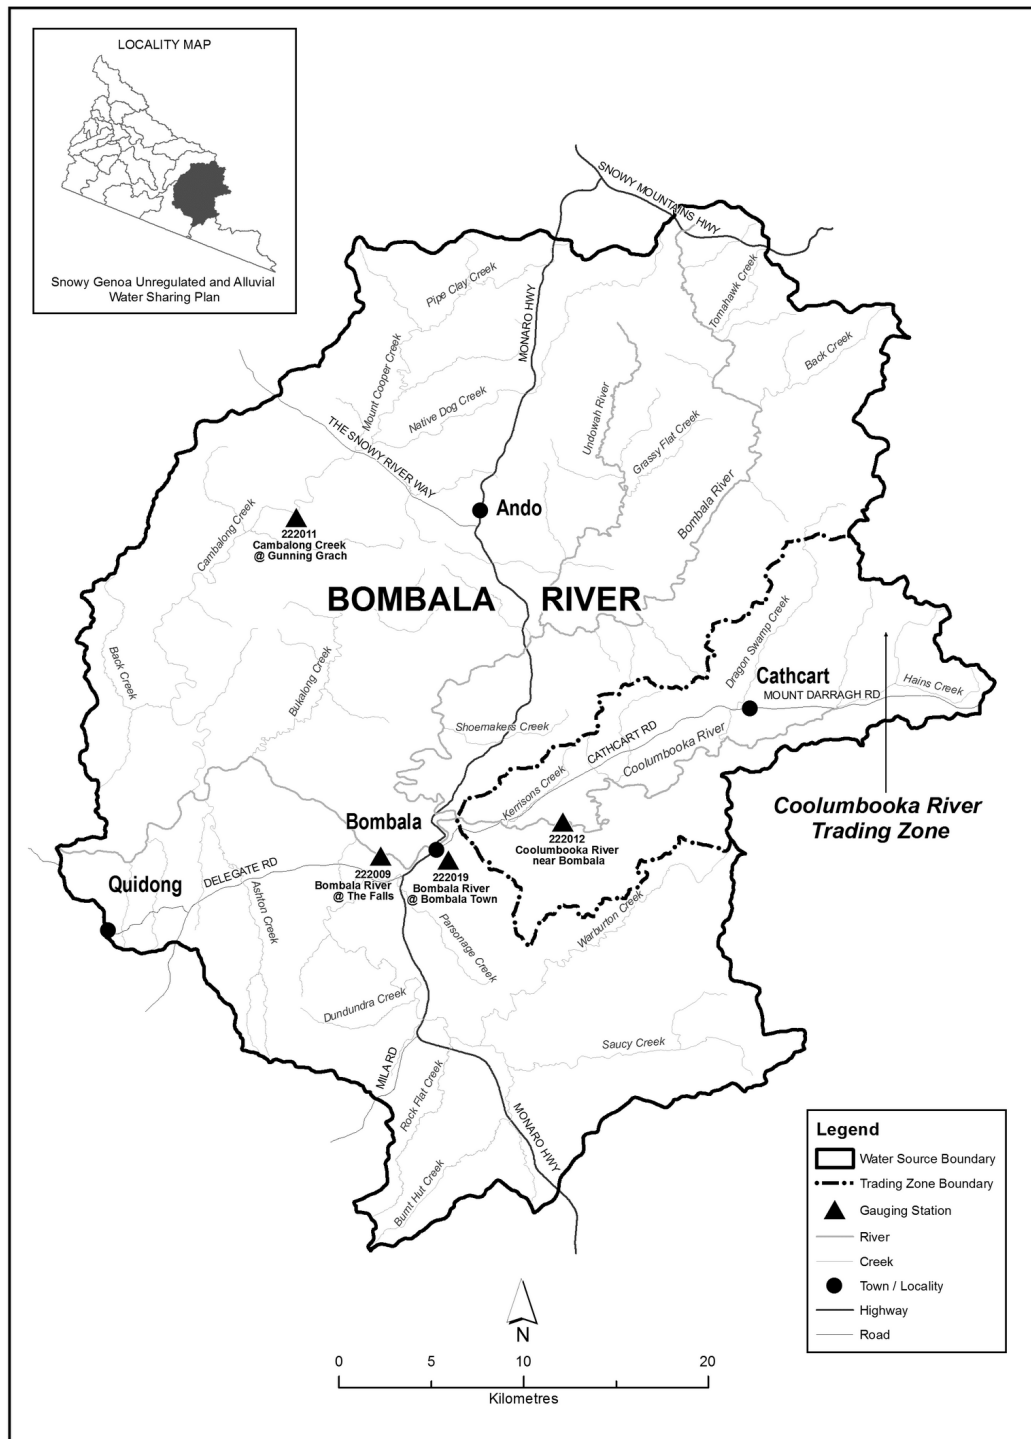 LOCALITY MAP
Snowy Genoa Unregulated and Alluvial
Water Sharing Plan
SNOWY MOUNTAINS HWY
Pipe Clay Creek
MONARO HWY
Tomahawk Creek
Mount Cooper Creek
Back Creek
Native Dog Creek
Undowah River
Grassy Flat Creek
THE SNOWY RIVER WAY
Bombala River
Ando
Cambalong Creek
222011
Cambalong Creek
@ Gunning Grach
BOMBALA RIVER
Dragon Swamp Creek
Back Creek
Bukalong Creek
Cathcart
MOUNT DARRAGH RD
Hains Creek
Shoemakers Creek
CATHCART RD
Coolumbooka River
Kerrisons Creek
Coolumbooka River
Trading Zone
Bombala
222012
Coolumbooka River
near Bombala
Quidong
DELEGATE RD
222009
Bombala River
@ The Falls
222019
Bombala River
@ Bombala Town
Ashton Creek
Parsonage Creek
Warburton Creek
Dundundra Creek
Saucy Creek
MILA RD
Rock Flat Creek
MONARO HWY
Burnt Hut Creek
Legend
Water Source Boundary
Trading Zone Boundary
Gauging Station
River
Creek
Town / Locality
Highway
Road
N
0 5 10 20
Kilometres